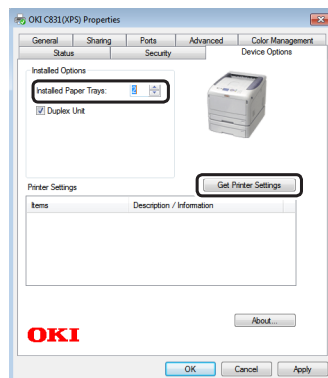 OKI C831(XPS) Properties
General Sharing Ports Advanced Color Management
Status Security Device Options
Installed Options
Installed Paper Trays: 2
Duplex Unit
Get Printer Settings
Printer Settings
Items Description / Information
About...
OKI
OK Cancel Apply